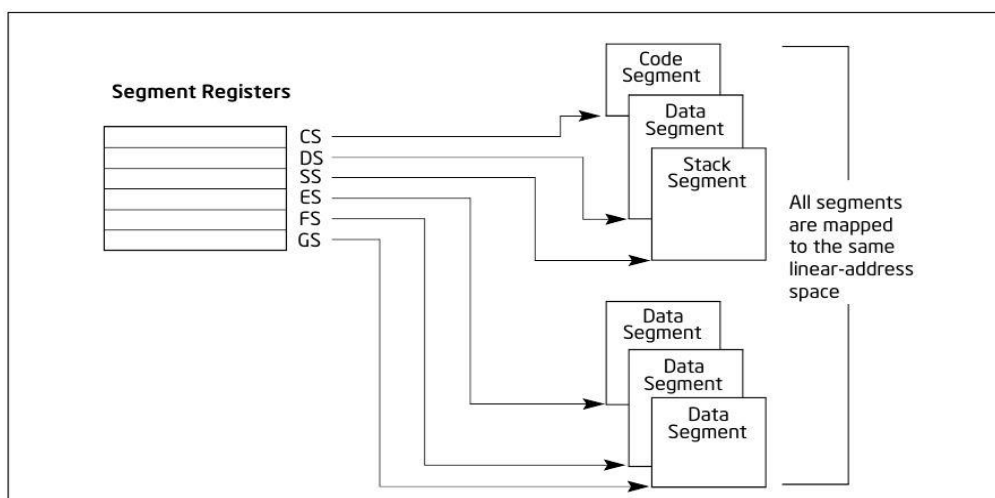 Segment Registers
CS
DS
SS
ES
FS
GS
Code
Segment
Data
Segment
Stack
Segment
Data
Segment
Data
Segment
Data
Segment
All segments
are mapped
to the same
linear-address
space